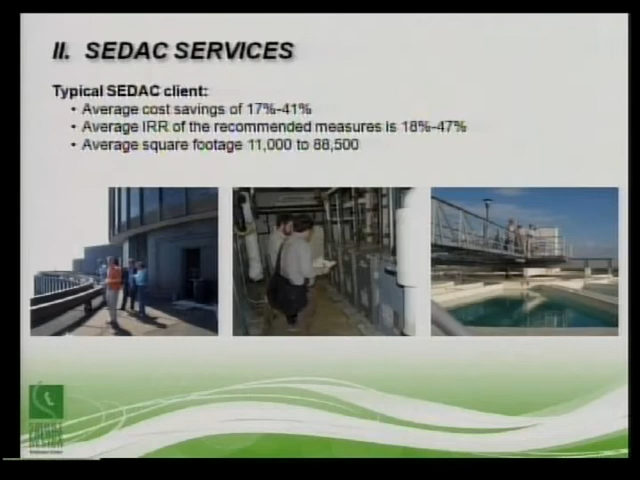 II. SEDAC SERVICES
Typical SEDAC client:
• Average cost savings of 17%-41%
• Average IRR of the recommended measures is 18%-47%
• Average square footage 11,000 to 88,500